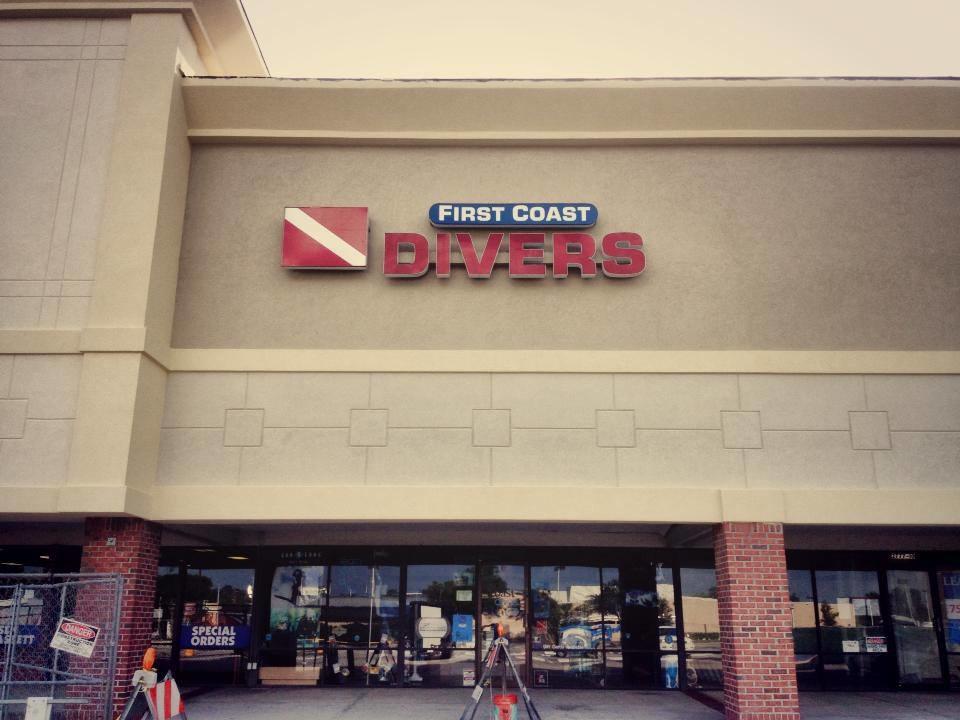 FIRST COAST
DIVERS
SPECIAL
ORDERS
DANGER